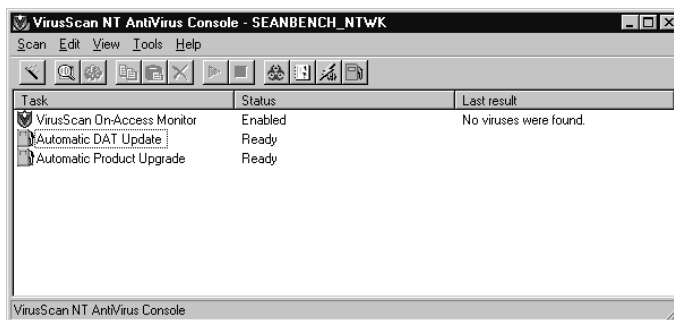 VirusScan NT AntiVirus Console - SEANBENCH_NTWK
Scan Edit View Tools Help
Task Status Last result
VirusScan On-Access Monitor Enabled No viruses were found.
Automatic DAT Update Ready
Automatic Product Upgrade Ready
VirusScan NT AntiVirus Console